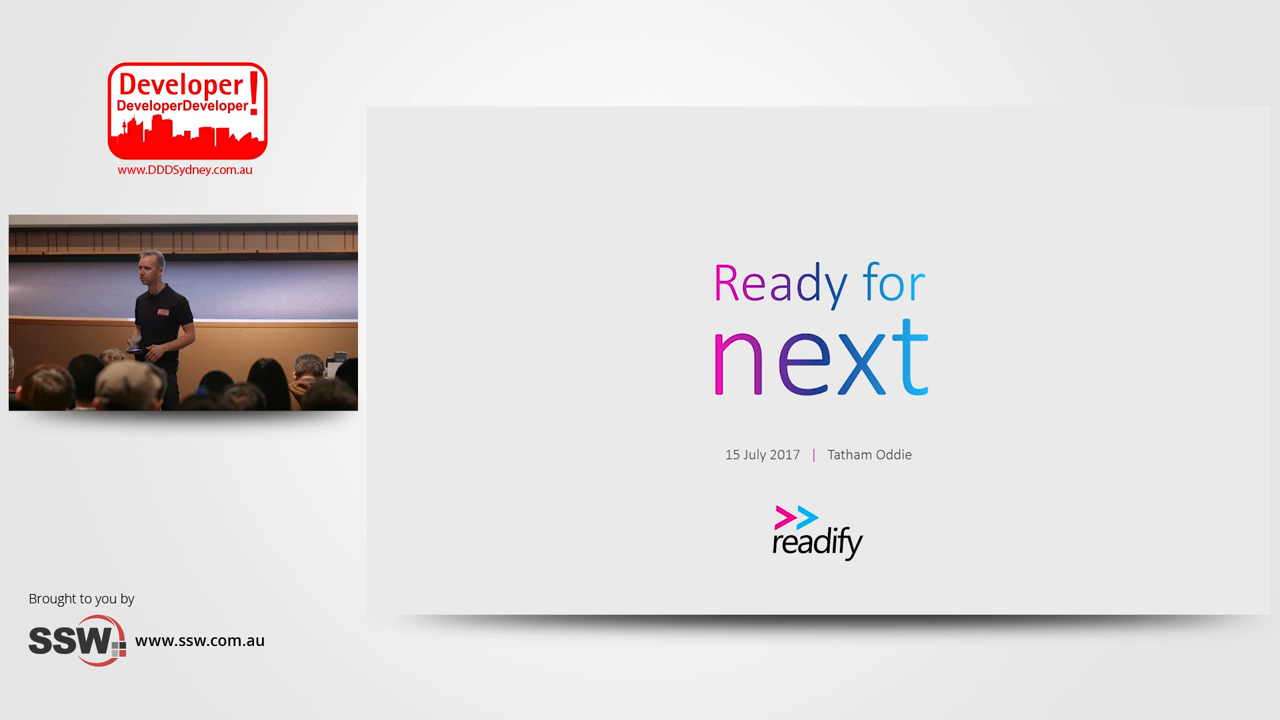 Developer!
DeveloperDeveloper
www.DDDSydney.com.au
Ready for
next
15 July 2017 | Tatham Oddie
readify
Brought to you by
SSW
www.ssw.com.au